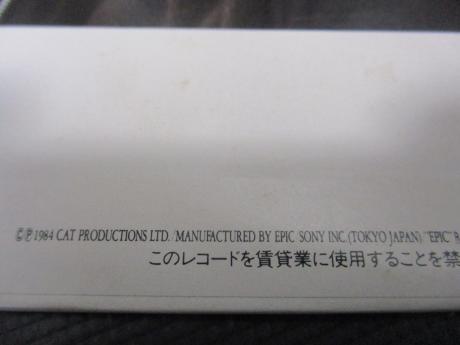 ©℗1984 CAT PRODUCTIONS LTD./MANUFACTURED BY EPIC/SONY INC.(TOKYO JAPAN)/"EPIC"
このレコードを賃貸業に使用することを禁